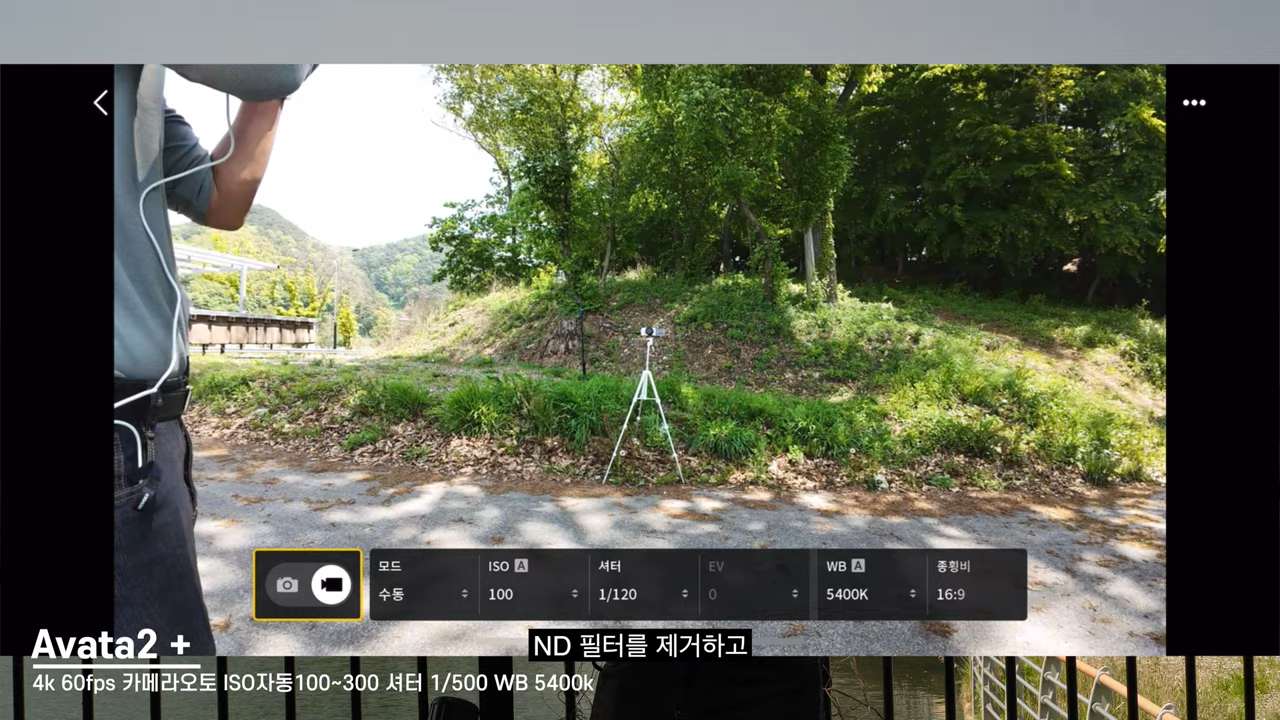 모드
수동
ISO A
100
셔터
1/120
EV
0
WB A
5400K
종횡비
16:9
ND 필터를 제거하고
Avata2 +
4k 60fps 카메라오토 ISO자동100~300 셔터 1/500 WB 5400k